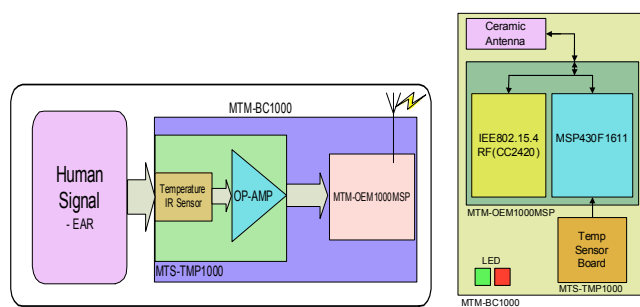 MTM-BC1000
Human
Signal
- EAR
Temperature
IR Sensor
OP-AMP
MTM-OEM1000MSP
MTS-TMP1000
Ceramic
Antenna
IEE802.15.4
RF(CC2420)
MSP430F1611
MTM-OEM1000MSP
Temp
Sensor
Board
LED
MTS-TMP1000
MTM-BC1000